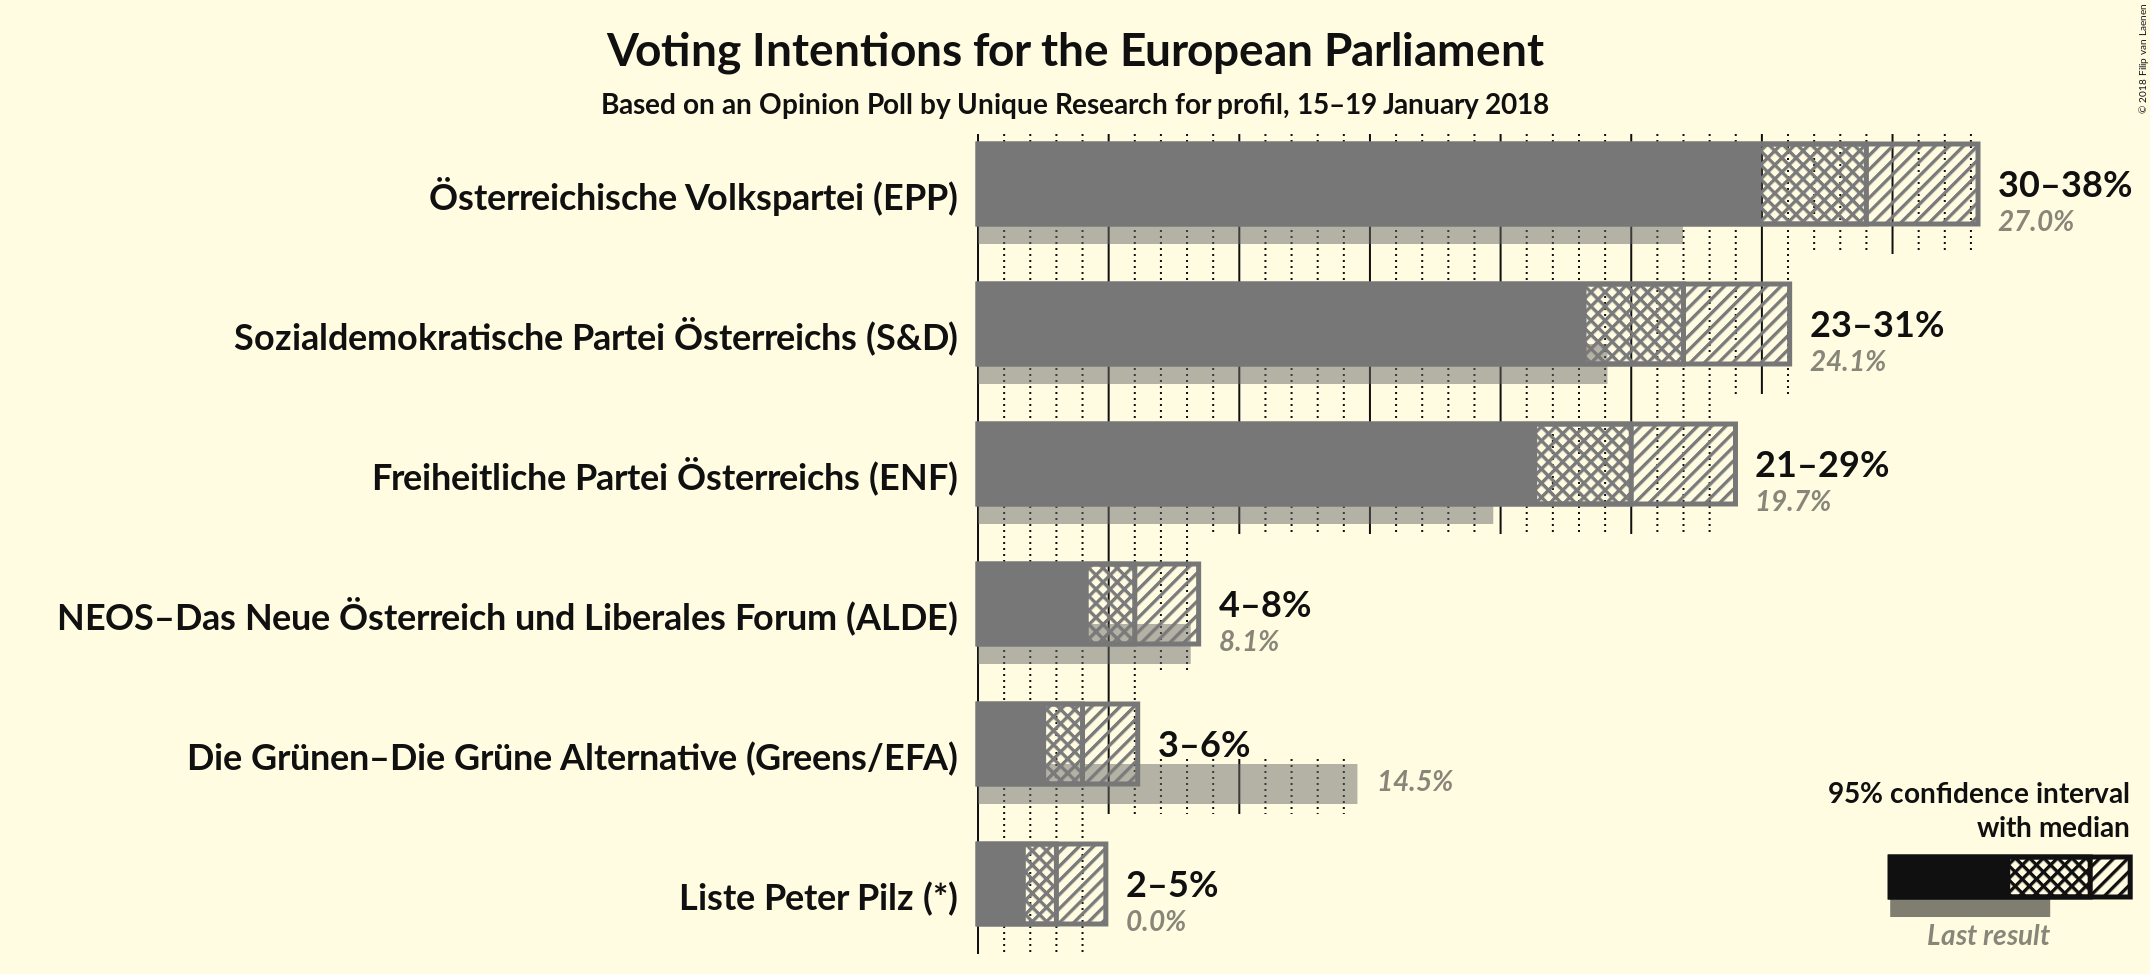 Voting Intentions for the European Parliament
Based on an Opinion Poll by Unique Research for profil, 15–19 January 2018
© 2018 Filip van Laenen
Österreichische Volkspartei (EPP)
30–38%
27.0%
Sozialdemokratische Partei Österreichs (S&D)
23–31%
24.1%
Freiheitliche Partei Österreichs (ENF)
21–29%
19.7%
NEOS–Das Neue Österreich und Liberales Forum (ALDE)
4–8%
8.1%
Die Grünen–Die Grüne Alternative (Greens/EFA)
3–6%
14.5%
Liste Peter Pilz (*)
2–5%
0.0%
95% confidence interval
with median
Last result